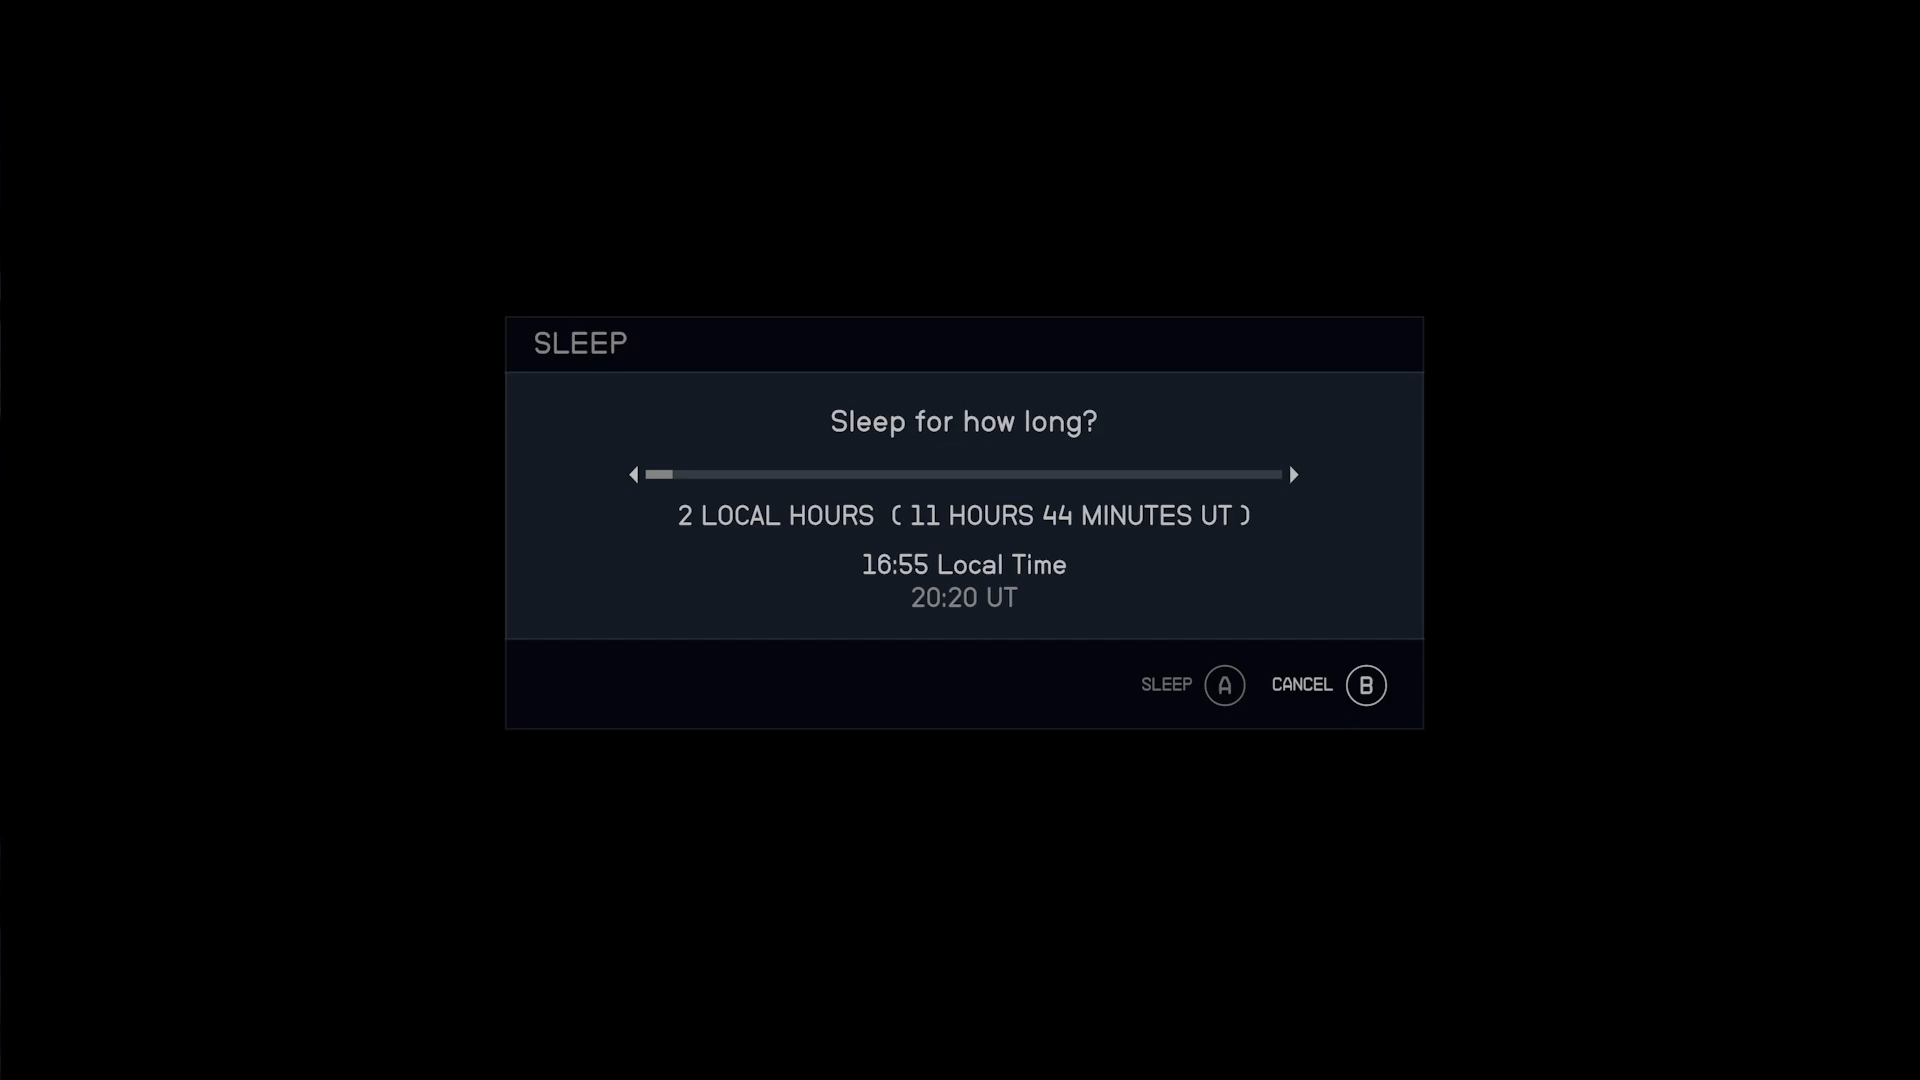 SLEEP
Sleep for how long?
2 LOCAL HOURS ( 11 HOURS 44 MINUTES UT )
16:55 Local Time
20:20 UT
SLEEP A CANCEL B